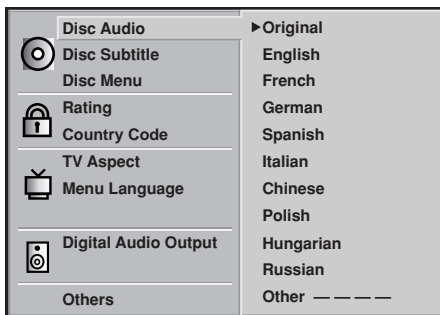 Disc Audio
Disc Subtitle
Disc Menu
Rating
Country Code
TV Aspect
Menu Language
Digital Audio Output
Others
Original
English
French
German
Spanish
Italian
Chinese
Polish
Hungarian
Russian
Other — — — —